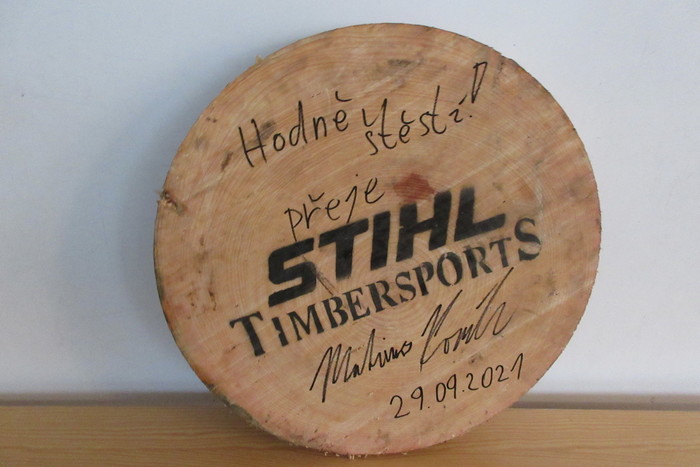 Hodně štěstí!
přeje
STIHL
TIMBERSPORTS
29.09.2021